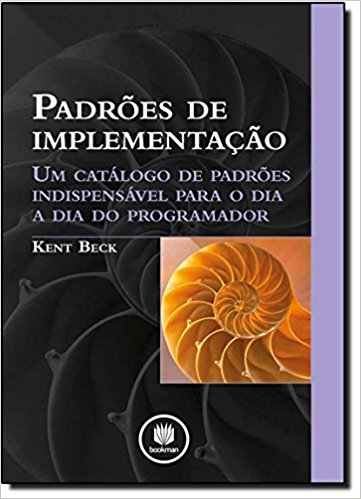 PADRÕES DE
IMPLEMENTAÇÃO
UM CATÁLOGO DE PADRÕES
INDISPENSÁVEL PARA O DIA
A DIA DO PROGRAMADOR
KENT BECK
bookman